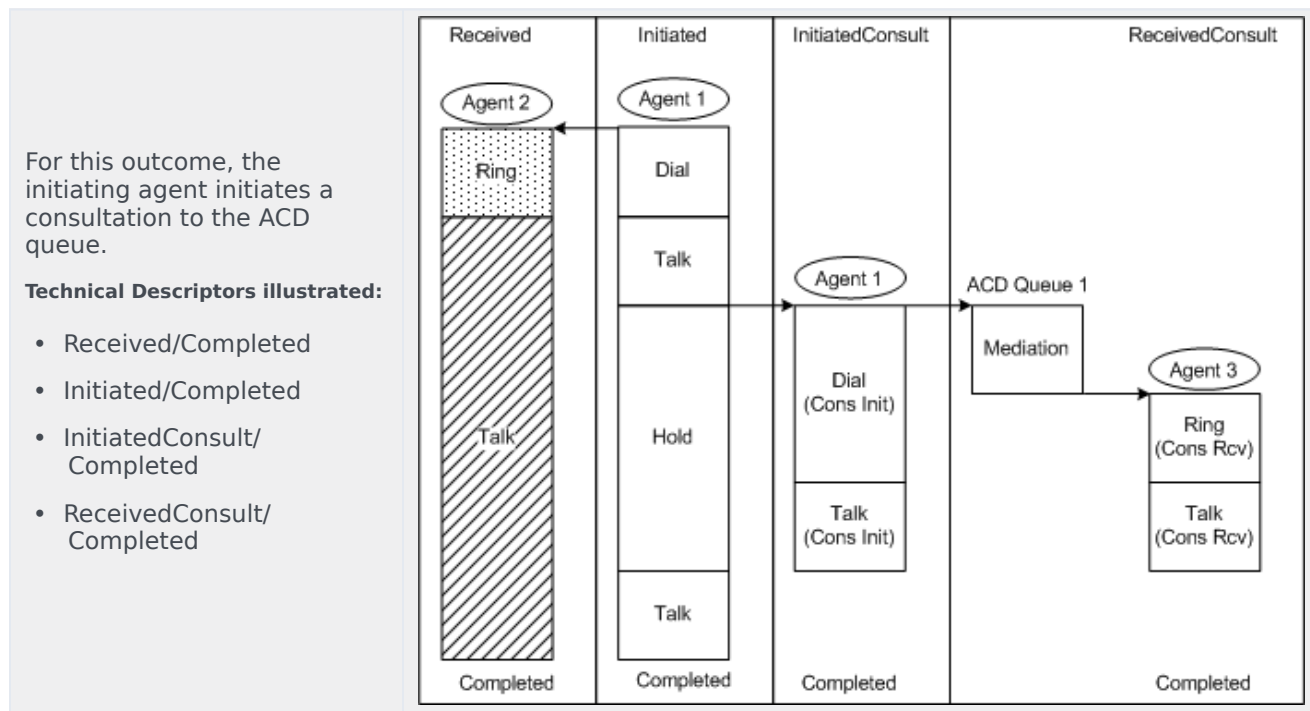 For this outcome, the
initiating agent initiates a
consultation to the ACD
queue.
Technical Descriptors illustrated:
• Received/Completed
• Initiated/Completed
• InitiatedConsult/
Completed
• ReceivedConsult/
Completed
Received
Initiated
InitiatedConsult
ReceivedConsult
Agent 2
Agent 1
Ring
Dial
Talk
Agent 1
ACD Queue 1
Mediation
Agent 3
Dial
(Cons Init)
Ring
(Cons Rcv)
Talk
Hold
Talk
(Cons Init)
Talk
(Cons Rcv)
Talk
Completed
Completed
Completed
Completed